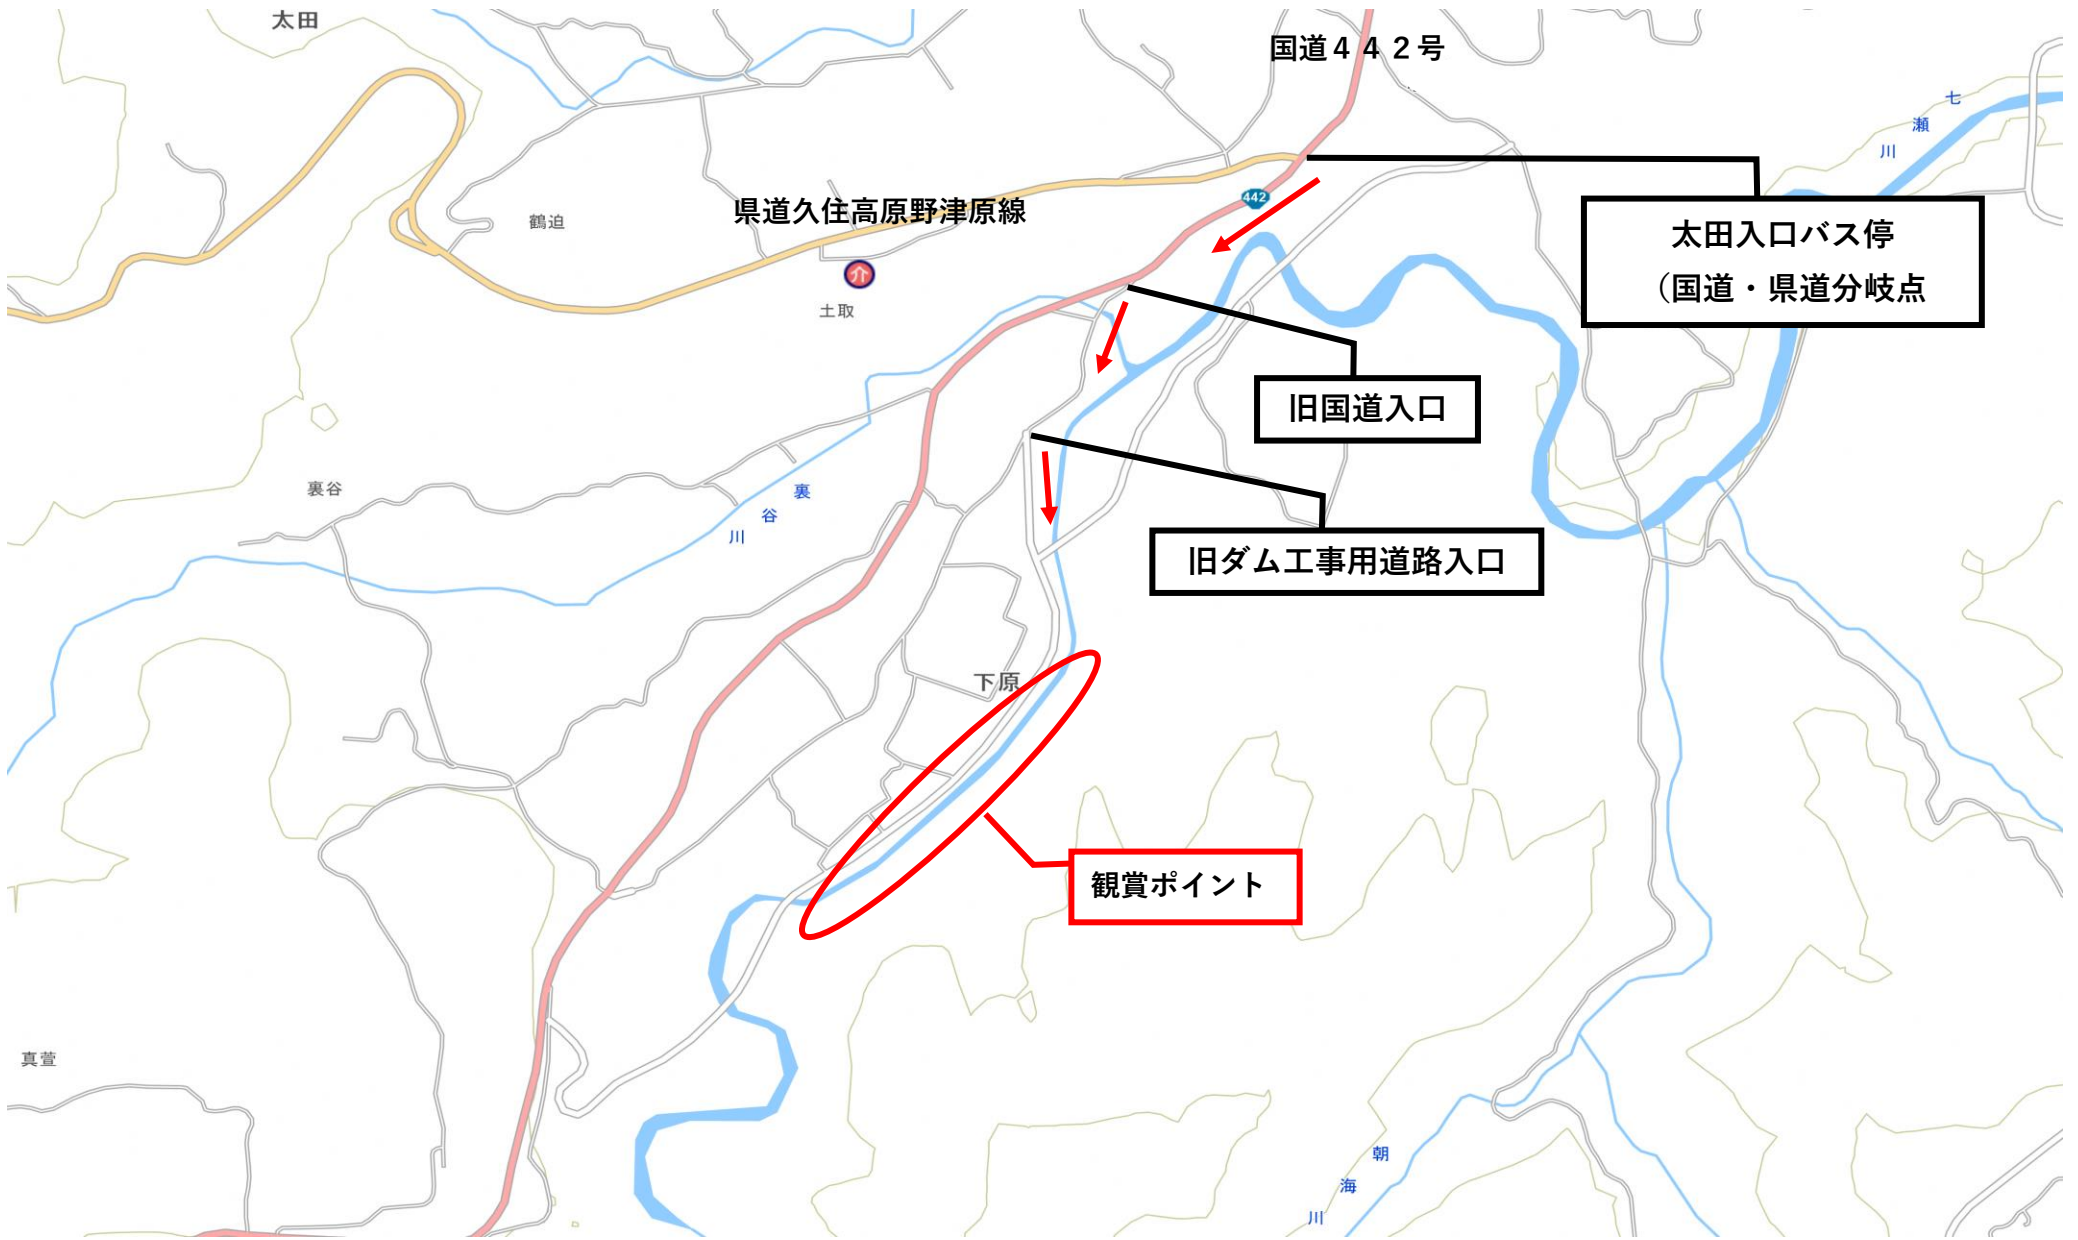 太田
国道４４２号
七瀬川
442
県道久住高原野津原線
鶴迫
太田入口バス停
（国道・県道分岐点
介
土取
旧国道入口
裏谷
裏谷川
旧ダム工事用道路入口
下原
観賞ポイント
真萱
朝海川